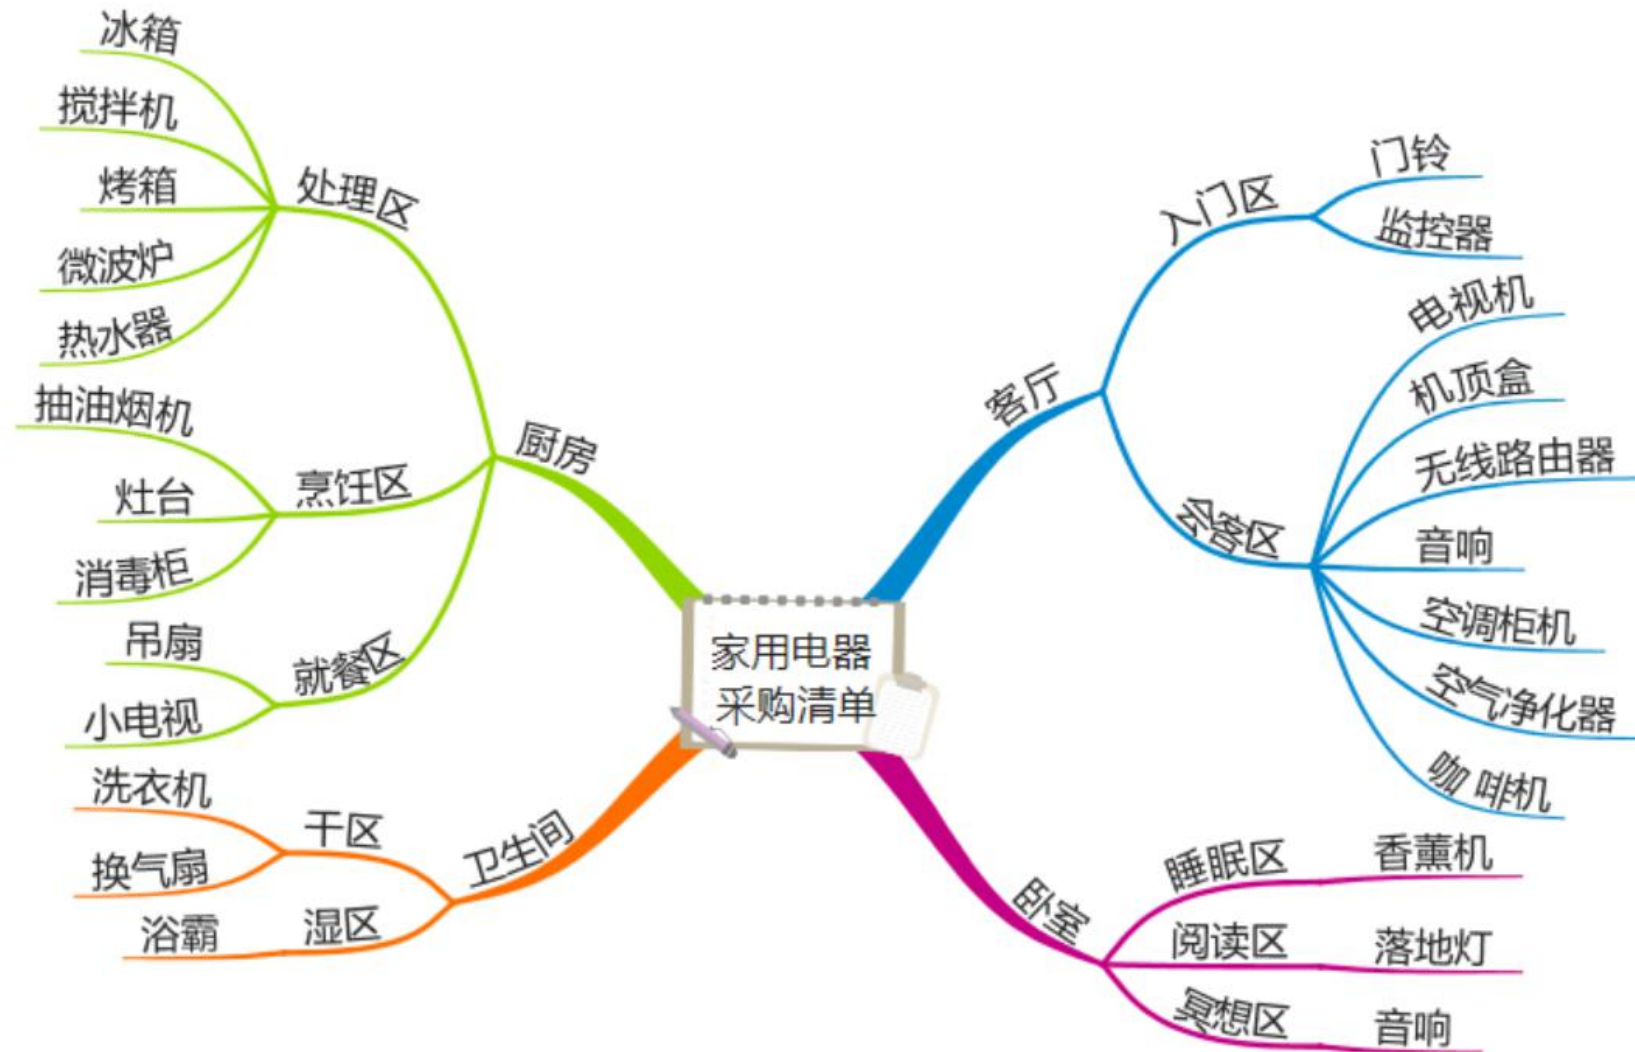 家用电器
采购清单
客厅
入门区
门铃
监控器
会客区
电视机
机顶盒
无线路由器
音响
空调柜机
空气净化器
咖 啡机
卧室
睡眠区
香薰机
阅读区
落地灯
冥想区
音响
厨房
处理区
冰箱
搅拌机
烤箱
微波炉
热水器
烹饪区
抽油烟机
灶台
消毒柜
就餐区
吊扇
小电视
卫生间
干区
洗衣机
换气扇
湿区
浴霸